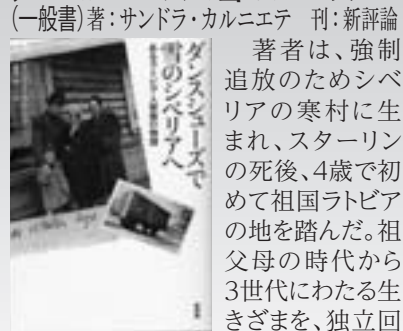 (一般書)著:サンドラ・カルニエテ 刊:新評論
ダンスシューズで
雪のシベリアへ
著者は、強制
追放のためシベ
リアの寒村に生
まれ、スターリン
の死後、4歳で初
めて祖国ラトビア
の地を踏んだ。祖
父母の時代から
3世代にわたる生
きざまを、独立回